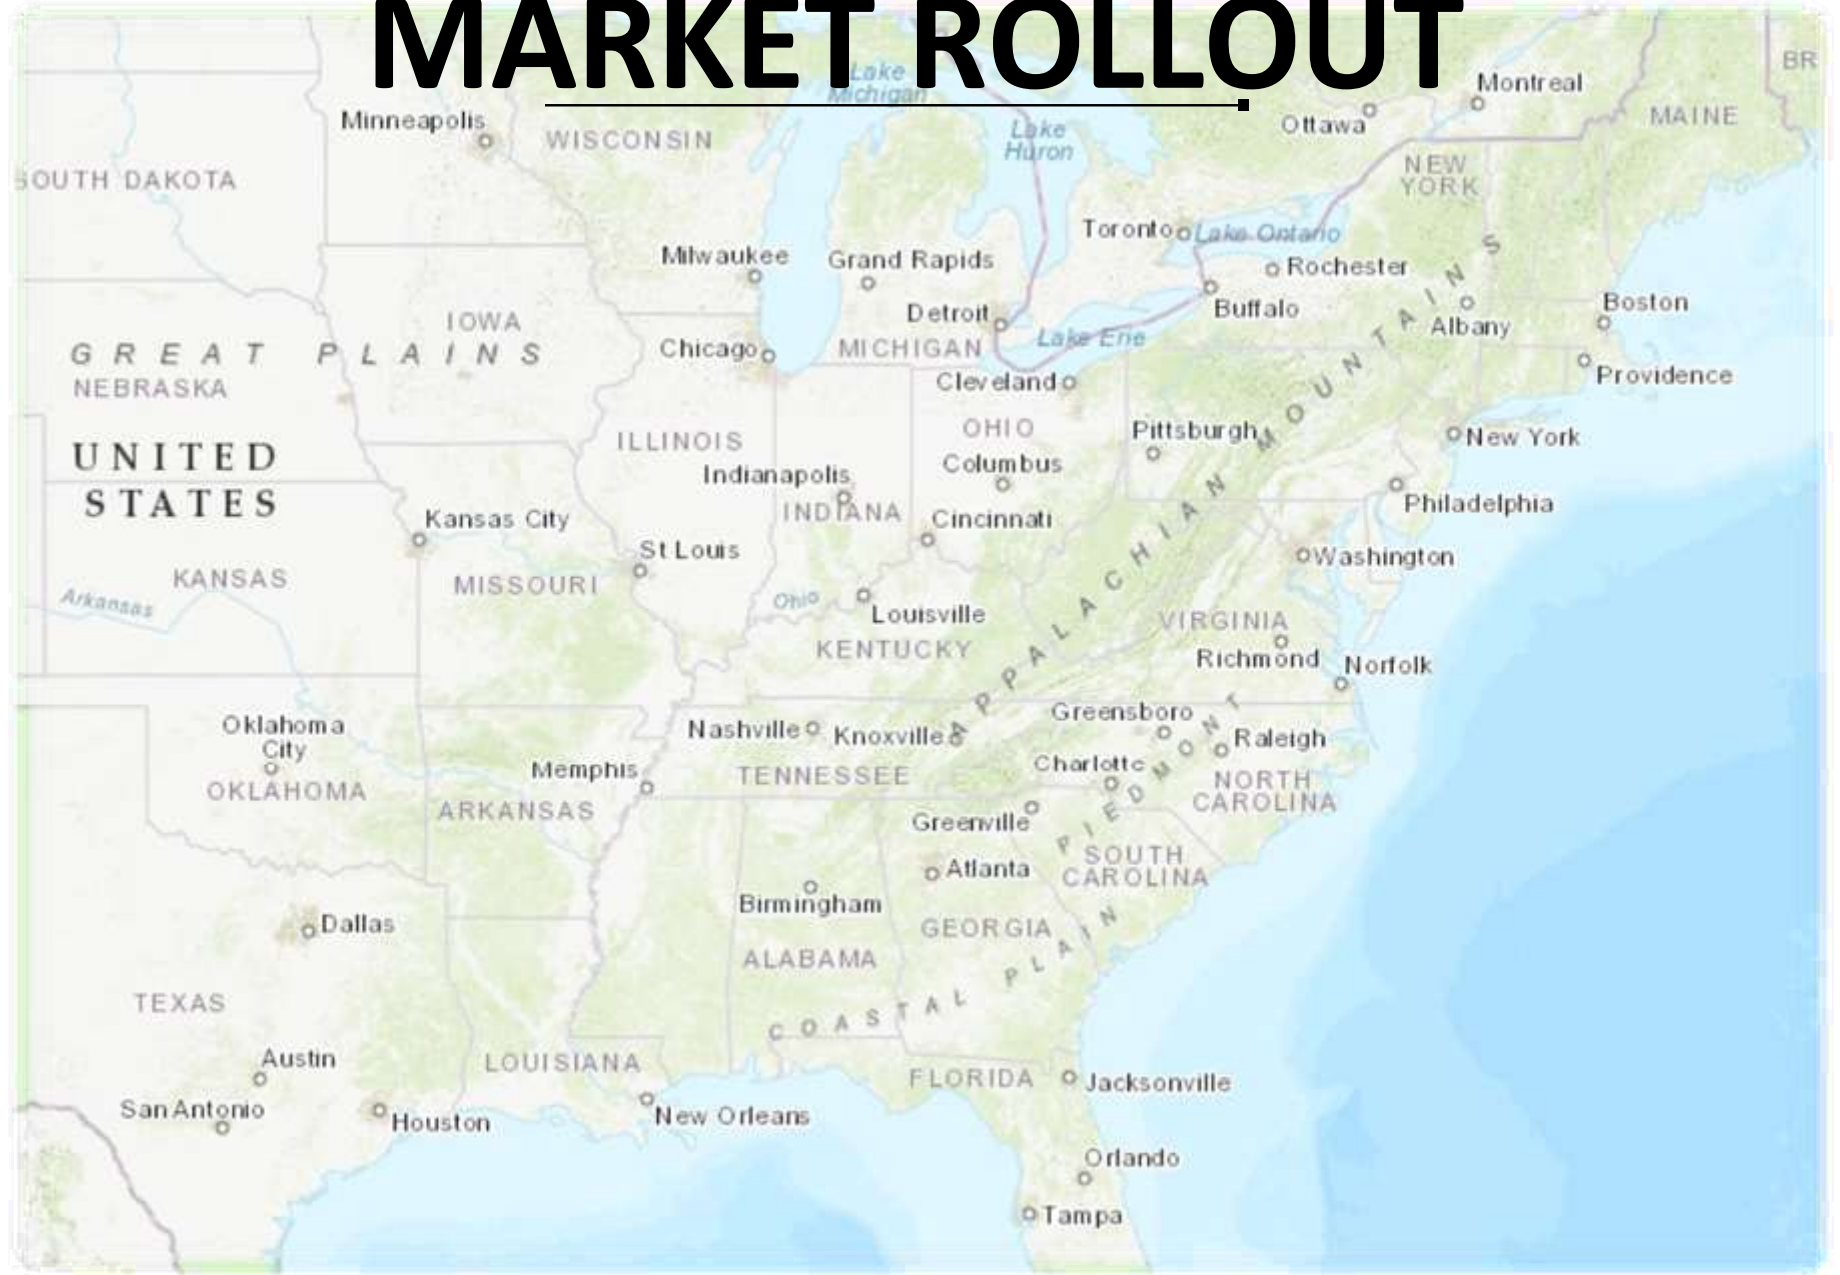 MARKET ROLLOUT
Lake
Michigan
Montreal
BR
Minneapolis
WISCONSIN
Lake
Huron
Ottawa
MAINE
SOUTH DAKOTA
NEW
YORK
Toronto
Lake Ontario
Milwaukee
Grand Rapids
Rochester
Detroit
Buffalo
Boston
IOWA
Lake Erie
Albany
GREAT PLAINS
NEBRASKA
Chicago
MICHIGAN
Cleveland
Providence
UNITED
STATES
ILLINOIS
OHIO
Pittsburgh
New York
Indianapolis
Columbus
INDIANA
Philadelphia
Kansas City
Cincinnati
St Louis
Washington
KANSAS
MISSOURI
Arkansas
Ohio
Louisville
VIRGINIA
KENTUCKY
Richmond
Norfolk
APPALACHIAN MOUNTAINS
Oklahoma
City
OKLAHOMA
Nashville
Knoxville
Greensboro
Raleigh
Memphis
TENNESSEE
Charlotte
PIEDMONT
NORTH
CAROLINA
ARKANSAS
Greenville
SOUTH
CAROLINA
Atlanta
Birmingham
Dallas
GEORGIA
ALABAMA
COASTAL PLAIN
TEXAS
Austin
LOUISIANA
FLORIDA
Jacksonville
San Antonio
Houston
New Orleans
Orlando
Tampa